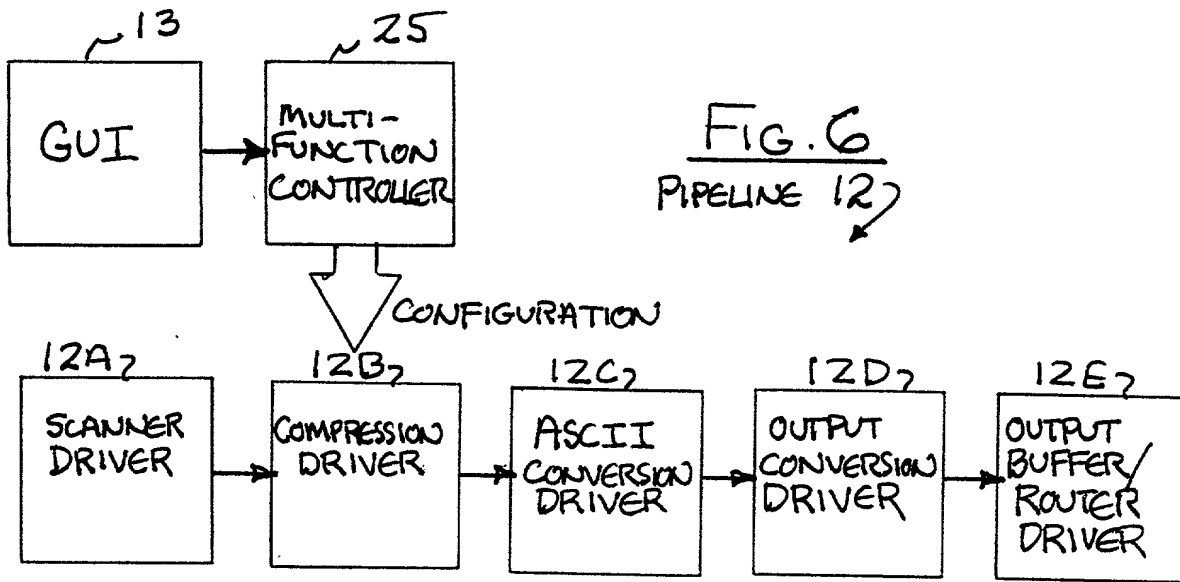 13
25
GUI
MULTI-
FUNCTION
CONTROLLER
FIG. 6
PIPELINE 12
CONFIGURATION
12A
12B
12C
12D
12E
SCANNER
DRIVER
COMPRESSION
DRIVER
ASCII
CONVERSION
DRIVER
OUTPUT
CONVERSION
DRIVER
OUTPUT
BUFFER/
ROUTER
DRIVER